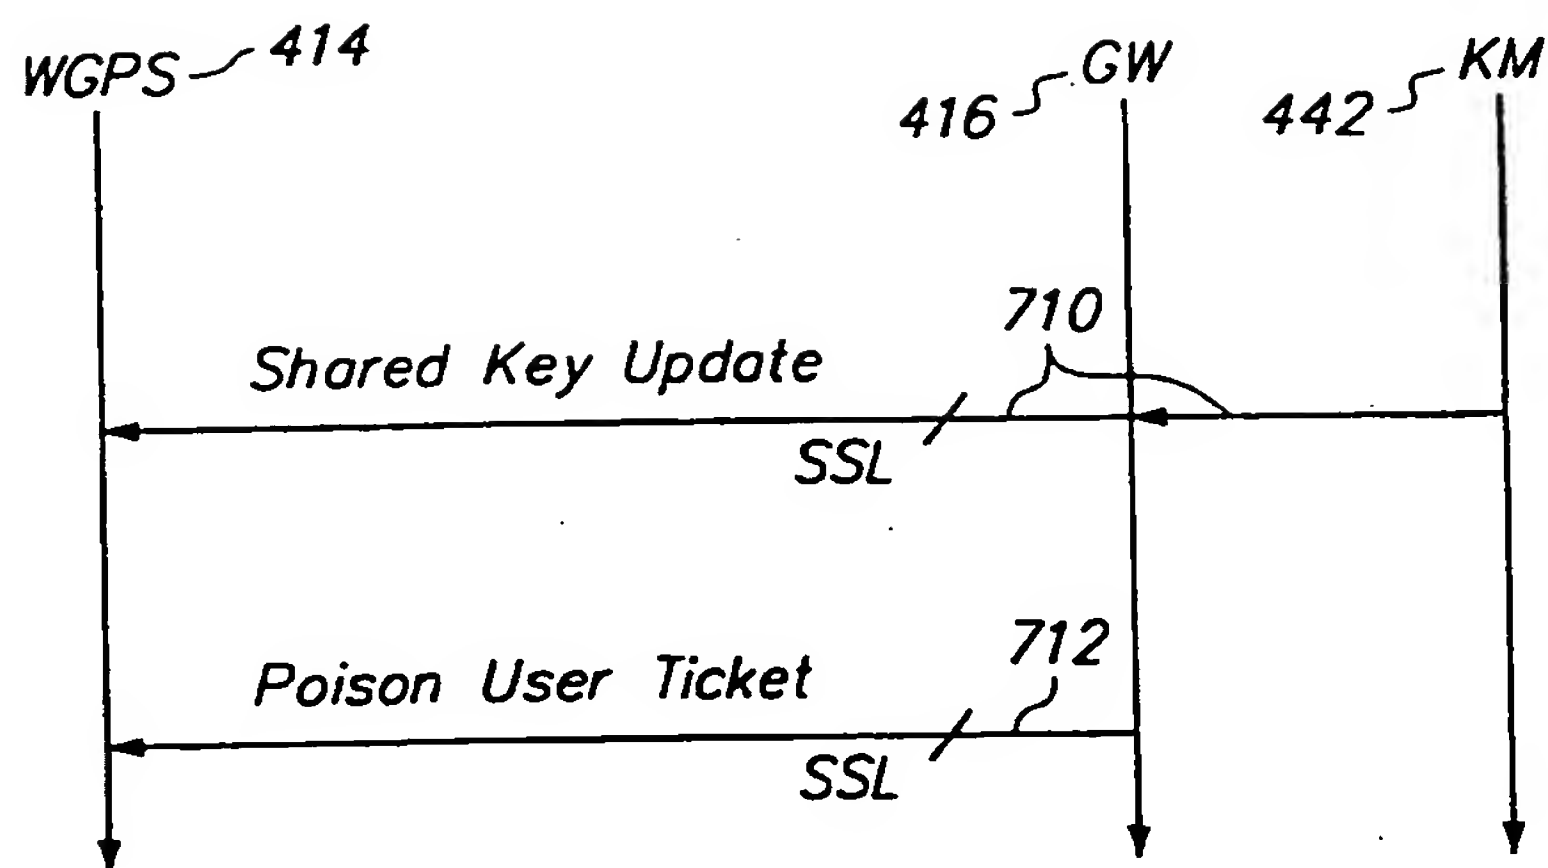 WGPS 414
416 GW
442 KM
710
Shared Key Update
SSL
712
Poison User Ticket
SSL